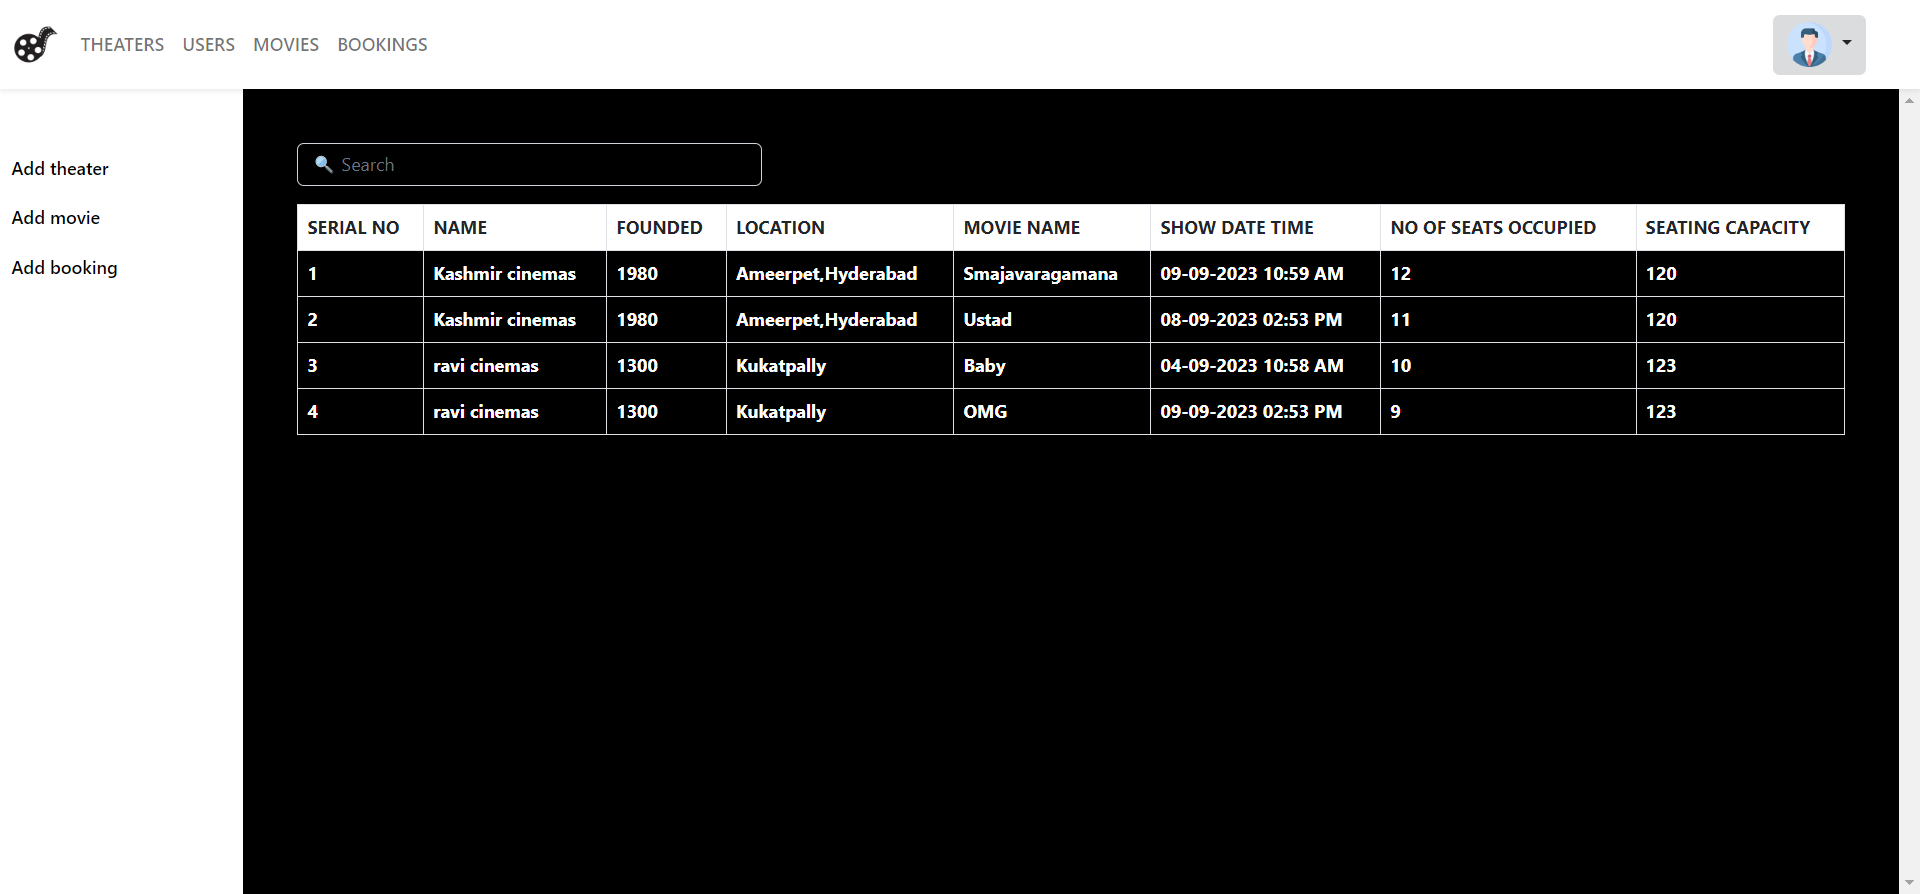 THEATERS USERS MOVIES BOOKINGS
Add theater
Add movie
Add booking
Search
SERIAL NO NAME FOUNDED LOCATION MOVIE NAME SHOW DATE TIME NO OF SEATS OCCUPIED SEATING CAPACITY
1 Kashmir cinemas 1980 Ameerpet,Hyderabad Smajavaragamana 09-09-2023 10:59 AM 12 120
2 Kashmir cinemas 1980 Ameerpet,Hyderabad Ustad 08-09-2023 02:53 PM 11 120
3 ravi cinemas 1300 Kukatpally Baby 04-09-2023 10:58 AM 10 123
4 ravi cinemas 1300 Kukatpally OMG 09-09-2023 02:53 PM 9 123